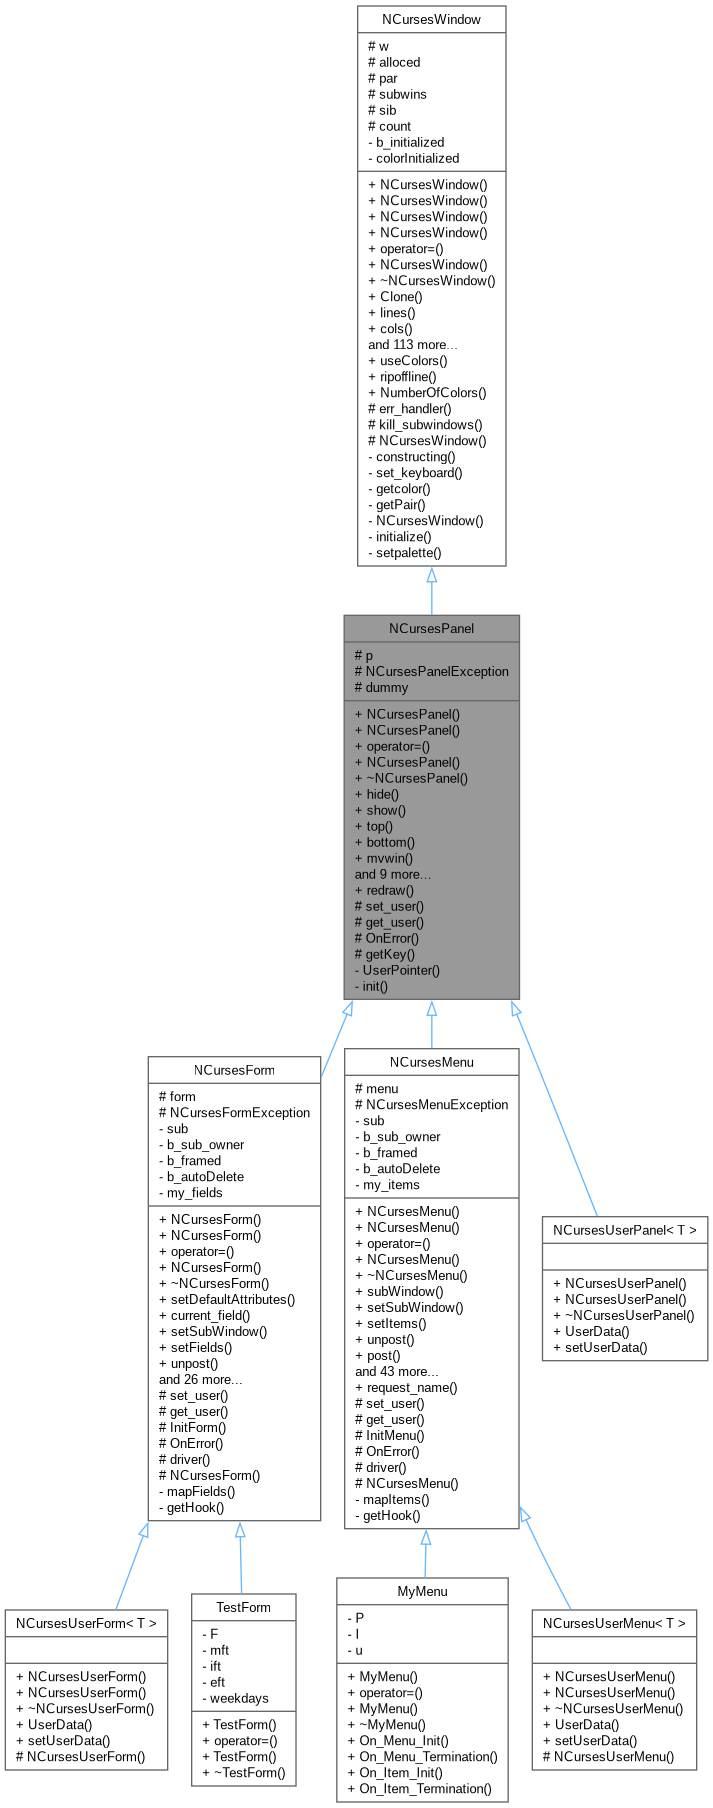 NCursesWindow
# w
# alloced
# par
# subwins
# sib
# count
- b_initialized
- colorInitialized
+ NCursesWindow()
+ NCursesWindow()
+ NCursesWindow()
+ NCursesWindow()
+ operator=()
+ NCursesWindow()
+ ~NCursesWindow()
+ Clone()
+ lines()
+ cols()
and 113 more...
+ useColors()
+ ripoffline()
+ NumberOfColors()
# err_handler()
# kill_subwindows()
# NCursesWindow()
- constructing()
- set_keyboard()
- getcolor()
- getPair()
- NCursesWindow()
- initialize()
- setpalette()
NCursesPanel
# p
# NCursesPanelException
# dummy
+ NCursesPanel()
+ NCursesPanel()
+ operator=()
+ NCursesPanel()
+ ~NCursesPanel()
+ hide()
+ show()
+ top()
+ bottom()
+ mvwin()
and 9 more...
+ redraw()
# set_user()
# get_user()
# OnError()
# getKey()
- UserPointer()
- init()
NCursesForm
# form
# NCursesFormException
- sub
- b_sub_owner
- b_framed
- b_autoDelete
- my_fields
+ NCursesForm()
+ NCursesForm()
+ operator=()
+ NCursesForm()
+ ~NCursesForm()
+ setDefaultAttributes()
+ current_field()
+ setSubWindow()
+ setFields()
+ unpost()
and 26 more...
# set_user()
# get_user()
# InitForm()
# OnError()
# driver()
# NCursesForm()
- mapFields()
- getHook()
NCursesMenu
# menu
# NCursesMenuException
- sub
- b_sub_owner
- b_framed
- b_autoDelete
- my_items
+ NCursesMenu()
+ NCursesMenu()
+ operator=()
+ NCursesMenu()
+ ~NCursesMenu()
+ subWindow()
+ setSubWindow()
+ setItems()
+ unpost()
+ post()
and 43 more...
+ request_name()
# set_user()
# get_user()
# InitMenu()
# OnError()
# driver()
# NCursesMenu()
- mapItems()
- getHook()
NCursesUserPanel< T >
+ NCursesUserPanel()
+ NCursesUserPanel()
+ ~NCursesUserPanel()
+ UserData()
+ setUserData()
NCursesUserForm< T >
+ NCursesUserForm()
+ NCursesUserForm()
+ ~NCursesUserForm()
+ UserData()
+ setUserData()
# NCursesUserForm()
TestForm
- F
- mft
- ift
- eft
- weekdays
+ TestForm()
+ operator=()
+ TestForm()
+ ~TestForm()
MyMenu
- P
- I
- u
+ MyMenu()
+ operator=()
+ MyMenu()
+ ~MyMenu()
+ On_Menu_Init()
+ On_Menu_Termination()
+ On_Item_Init()
+ On_Item_Termination()
NCursesUserMenu< T >
+ NCursesUserMenu()
+ NCursesUserMenu()
+ ~NCursesUserMenu()
+ UserData()
+ setUserData()
# NCursesUserMenu()